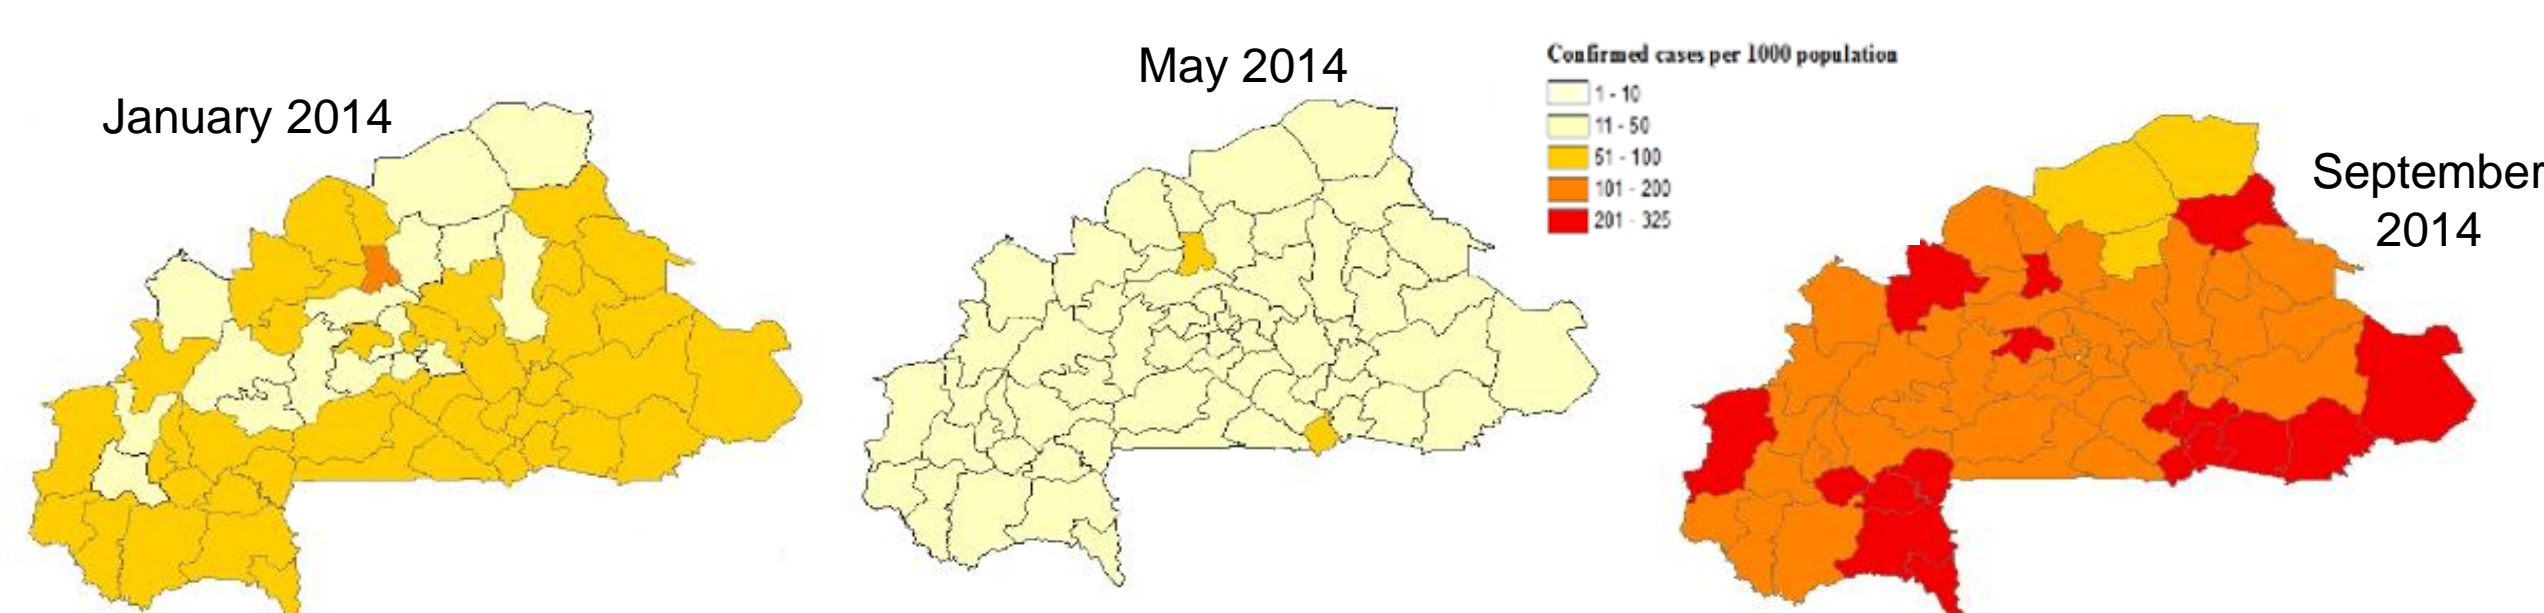 January 2014
May 2014
Confirmed cases per 1000 population
1 - 10
11 - 50
51 - 100
101 - 200
201 - 325
September
2014